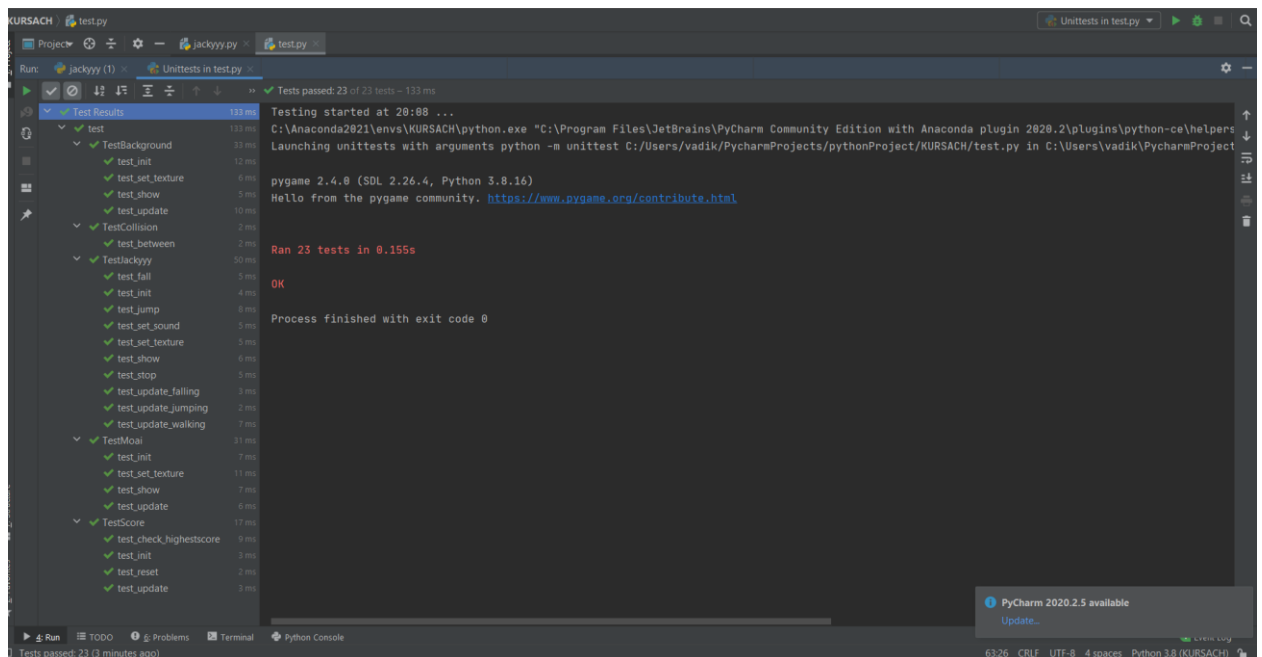 KURSACH test.py Unittests in test.py
Project jackyyy.py test.py
Run: jackyyy (1) Unittests in test.py
» Tests passed: 23 of 23 tests – 133 ms
Test Results 133 ms
test 133 ms
TestBackground 33 ms
test_init 12 ms
test_set_texture 6 ms
test_show 5 ms
test_update 10 ms
TestCollision 2 ms
test_between 2 ms
TestJackyyy 50 ms
test_fall 5 ms
test_init 4 ms
test_jump 8 ms
test_set_sound 5 ms
test_set_texture 5 ms
test_show 6 ms
test_stop 5 ms
test_update_falling 3 ms
test_update_jumping 2 ms
test_update_walking 7 ms
TestMoai 31 ms
test_init 7 ms
test_set_texture 11 ms
test_show 7 ms
test_update 6 ms
TestScore 17 ms
test_check_highestscore 9 ms
test_init 3 ms
test_reset 2 ms
test_update 3 ms
Testing started at 20:08 ...
C:\Anaconda2021\envs\KURSACH\python.exe "C:\Program Files\JetBrains\PyCharm Community Edition with Anaconda plugin 2020.2\plugins\python-ce\helpers
Launching unittests with arguments python -m unittest C:/Users/vadik/PycharmProjects/pythonProject/KURSACH/test.py in C:\Users\vadik\PycharmProject
pygame 2.4.0 (SDL 2.26.4, Python 3.8.16)
Hello from the pygame community. https://www.pygame.org/contribute.html
Ran 23 tests in 0.155s
OK
Process finished with exit code 0
PyCharm 2020.2.5 available
Update...
4: Run TODO 6: Problems Terminal Python Console Event Log
Tests passed: 23 (3 minutes ago) 63:26 CRLF UTF-8 4 spaces Python 3.8 (KURSACH)